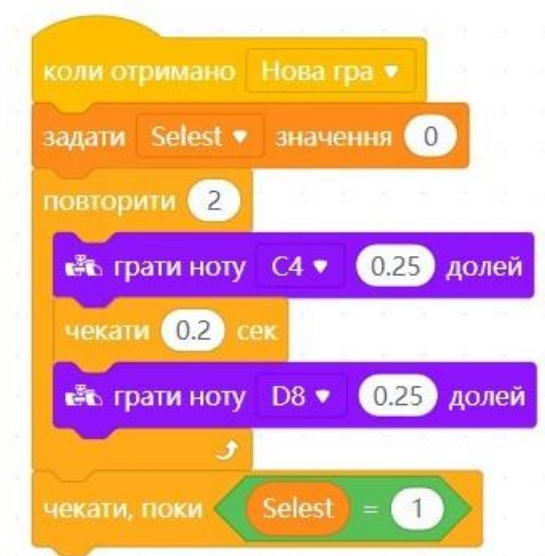 коли отримано Нова гра
задати Selest значення 0
повторити 2
грати ноту C4 0.25 долей
чекати 0.2 сек
грати ноту D8 0.25 долей
чекати, поки Selest = 1